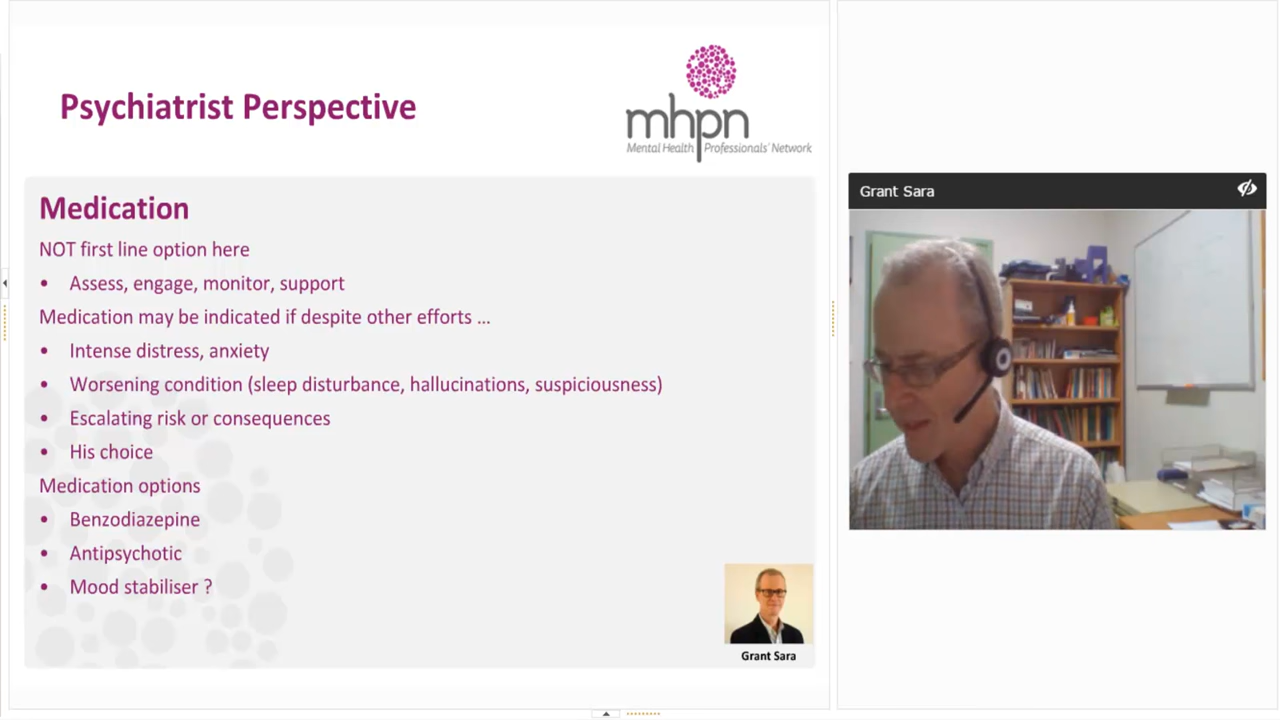 Psychiatrist Perspective
mhpn
Mental Health Professionals' Network
Medication
NOT first line option here
• Assess, engage, monitor, support
Medication may be indicated if despite other efforts ...
• Intense distress, anxiety
• Worsening condition (sleep disturbance, hallucinations, suspiciousness)
• Escalating risk or consequences
• His choice
Medication options
• Benzodiazepine
• Antipsychotic
• Mood stabiliser ?
Grant Sara
Grant Sara